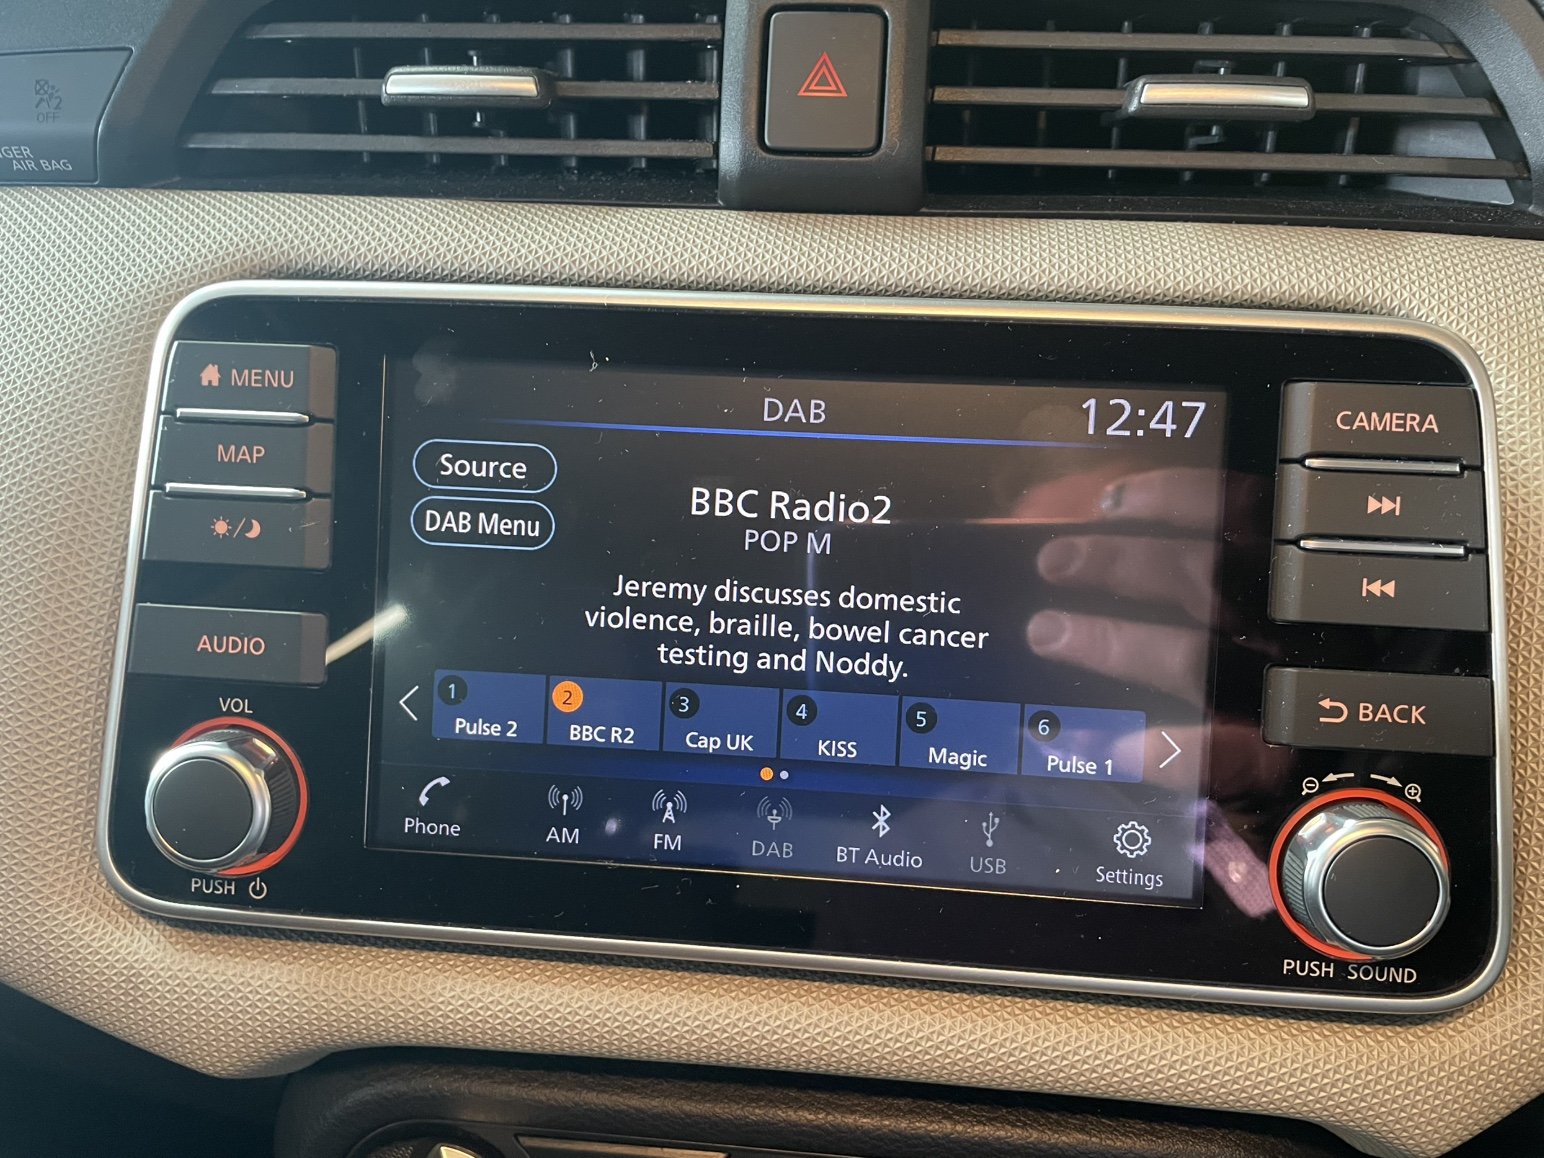 OFF
AIR BAG
MENU
MAP
AUDIO
VOL
PUSH
DAB
12:47
Source
DAB Menu
BBC Radio2
POP M
Jeremy discusses domestic
violence, braille, bowel cancer
testing and Noddy.
1 Pulse 2
2 BBC R2
3 Cap UK
4 KISS
5 Magic
6 Pulse 1
Phone
AM
FM
DAB
BT Audio
USB
Settings
CAMERA
BACK
PUSH SOUND